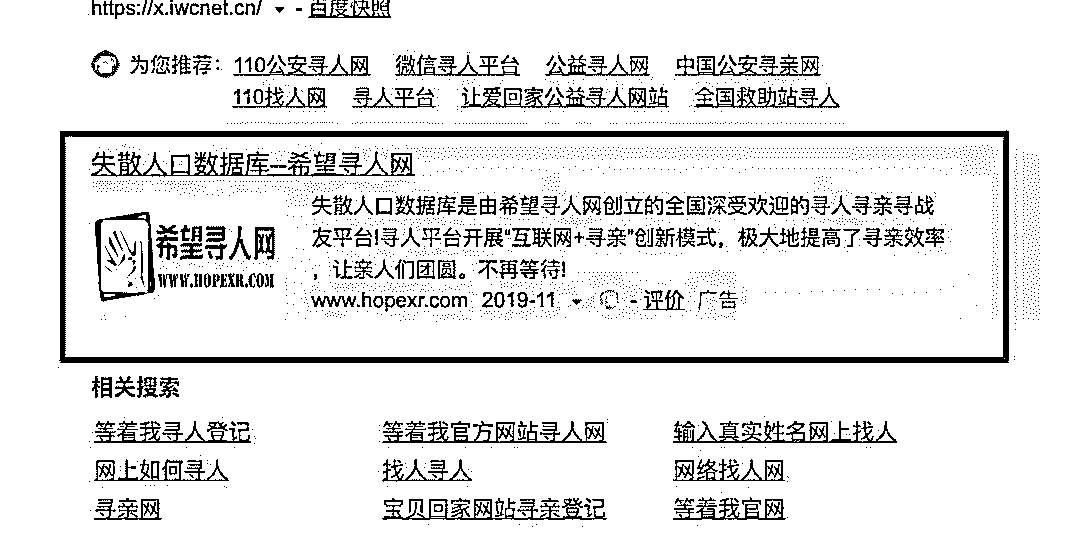 https://x.iwcnet.cn/ - 百度快照
为您推荐： 110公安寻人网 微信寻人平台 公益寻人网 中国公安寻亲网
110找人网 寻人平台 让爱回家公益寻人网站 全国救助站寻人
失散人口数据库--希望寻人网
希望寻人网
WWW.HOPEXR.COM
失散人口数据库是由希望寻人网创立的全国深受欢迎的寻人寻亲寻战
友平台!寻人平台开展“互联网+寻亲”创新模式，极大地提高了寻亲效率
，让亲人们团圆。不再等待!
www.hopexr.com 2019-11 - 评价 广告
相关搜索
等着我寻人登记 等着我官方网站寻人网 输入真实姓名网上找人
网上如何寻人 找人寻人 网络找人网
寻亲网 宝贝回家网站寻亲登记 等着我官网